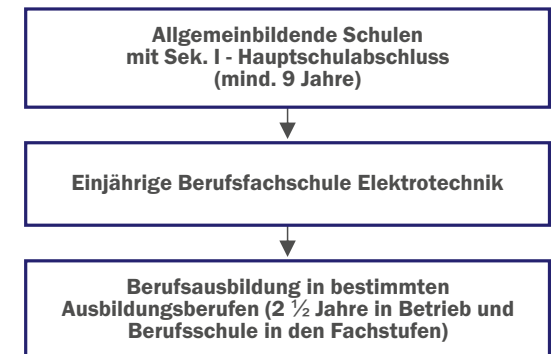 Allgemeinbildende Schulen
mit Sek. I - Hauptschulabschluss
(mind. 9 Jahre)
Einjährige Berufsfachschule Elektrotechnik
Berufsausbildung in bestimmten
Ausbildungsberufen (2 ½ Jahre in Betrieb und
Berufsschule in den Fachstufen)